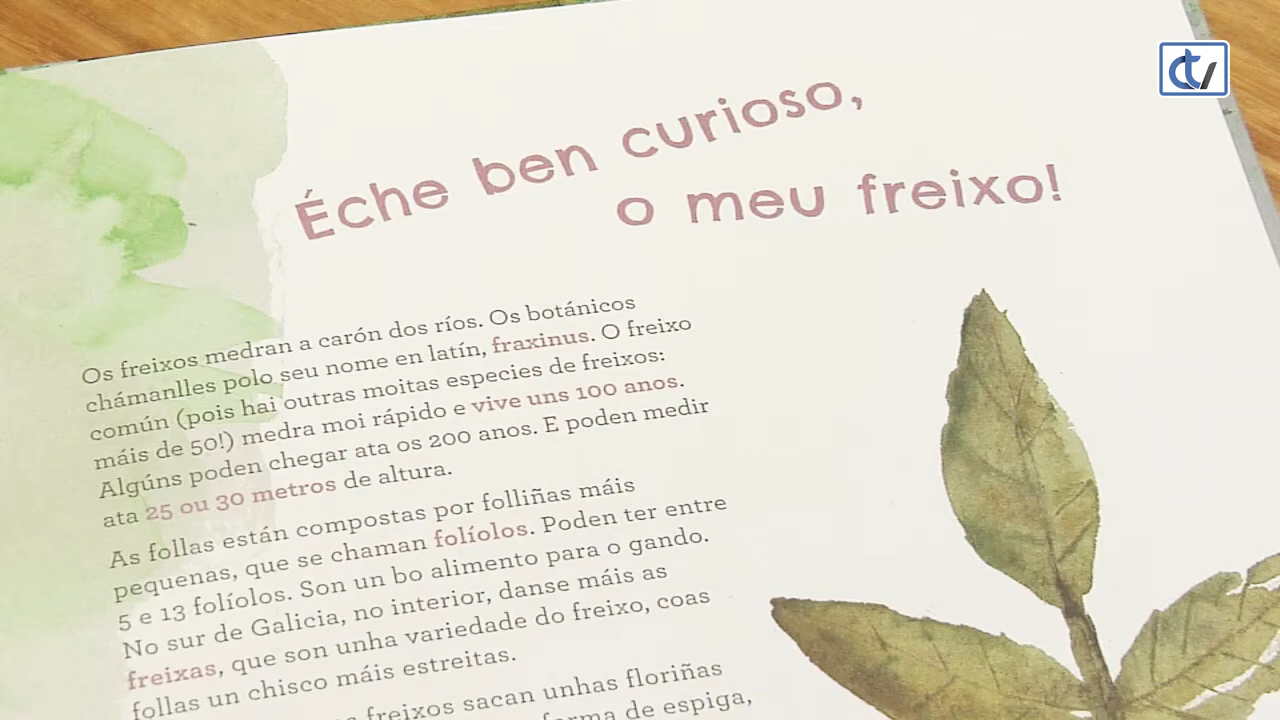 Éche ben curioso,
o meu freixo!
Os freixos medran a carón dos ríos. Os botánicos
chámanlles polo seu nome en latín, fraxinus. O freixo
común (pois hai outras moitas especies de freixos:
máis de 50!) medra moi rápido e vive uns 100 anos.
Algúns poden chegar ata os 200 anos. E poden medir
ata 25 ou 30 metros de altura.
As follas están compostas por folliñas máis
pequenas, que se chaman folíolos. Poden ter entre
5 e 13 folíolos. Son un bo alimento para o gando.
No sur de Galicia, no interior, danse máis as
freixas, que son unha variedade do freixo, coas
follas un chisco máis estreitas.
freixos sacan unhas floriñas
forma de espiga,